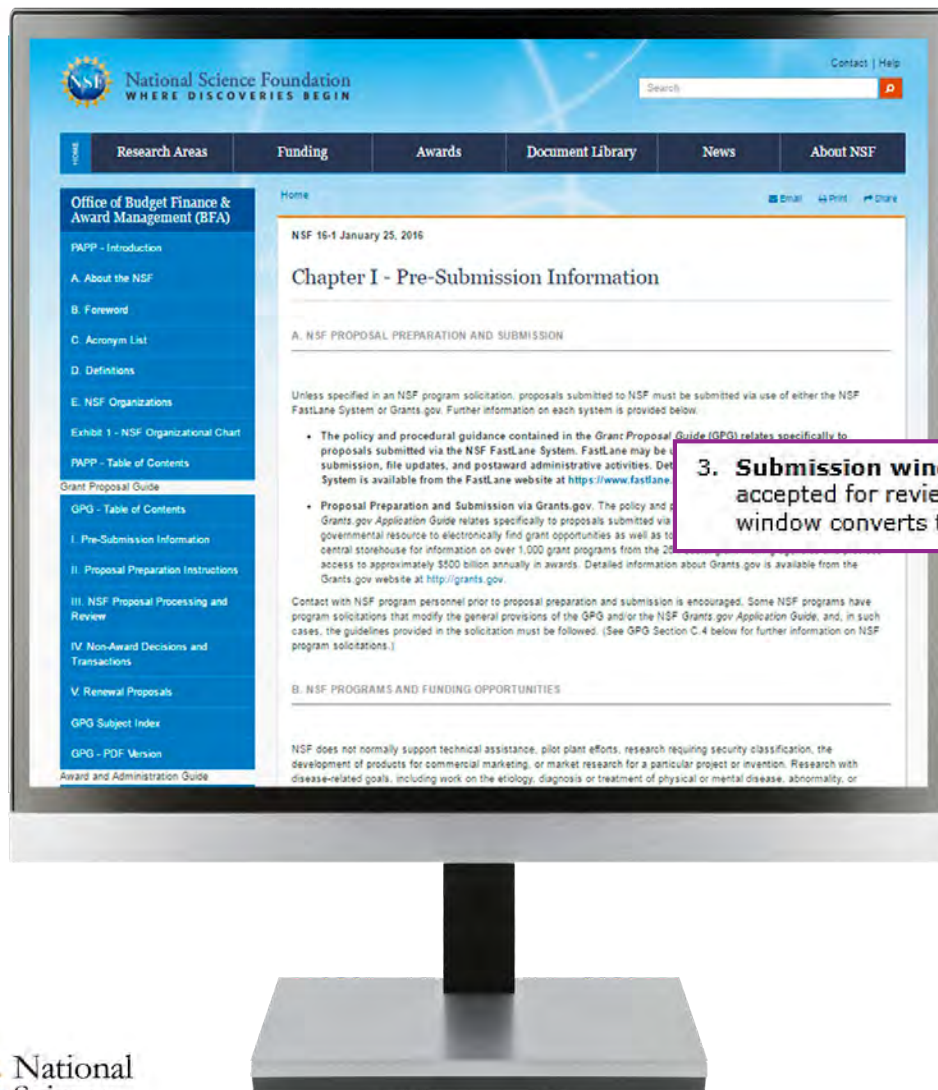 NSF
National Science Foundation
WHERE DISCOVERIES BEGIN
Contact | Help
Search
HOME
Research Areas
Funding
Awards
Document Library
News
About NSF
Office of Budget Finance &
Award Management (BFA)
PAPP - Introduction
A. About the NSF
B. Foreword
C. Acronym List
D. Definitions
E. NSF Organizations
Exhibit 1 - NSF Organizational Chart
PAPP - Table of Contents
Grant Proposal Guide
GPG - Table of Contents
I. Pre-Submission Information
II. Proposal Preparation Instructions
III. NSF Proposal Processing and
Review
IV. Non-Award Decisions and
Transactions
V. Renewal Proposals
GPG Subject Index
GPG - PDF Version
Award and Administration Guide
Home
Email
Print
Share
NSF 16-1 January 25, 2016
Chapter I - Pre-Submission Information
A. NSF PROPOSAL PREPARATION AND SUBMISSION
Unless specified in an NSF program solicitation, proposals submitted to NSF must be submitted via use of either the NSF
FastLane System or Grants.gov. Further information on each system is provided below.
• The policy and procedural guidance contained in the Grant Proposal Guide (GPG) relates specifically to
proposals submitted via the NSF FastLane System. FastLane may be u
submission, file updates, and postaward administrative activities. Det
System is available from the FastLane website at https://www.fastlane.
• Proposal Preparation and Submission via Grants.gov. The policy and p
Grants.gov Application Guide relates specifically to proposals submitted via
governmental resource to electronically find grant opportunities as well as to
central storehouse for information on over 1,000 grant programs from the 26
access to approximately $500 billion annually in awards. Detailed information about Grants.gov is available from the
Grants.gov website at http://grants.gov.
Contact with NSF program personnel prior to proposal preparation and submission is encouraged. Some NSF programs have
program solicitations that modify the general provisions of the GPG and/or the NSF Grants.gov Application Guide, and, in such
cases, the guidelines provided in the solicitation must be followed. (See GPG Section C.4 below for further information on NSF
program solicitations.)
B. NSF PROGRAMS AND FUNDING OPPORTUNITIES
NSF does not normally support technical assistance, pilot plant efforts, research requiring security classification, the
development of products for commercial marketing, or market research for a particular project or invention. Research with
disease-related goals, including work on the etiology, diagnosis or treatment of physical or mental disease, abnormality, or
3. Submission win
accepted for revie
window converts t
National